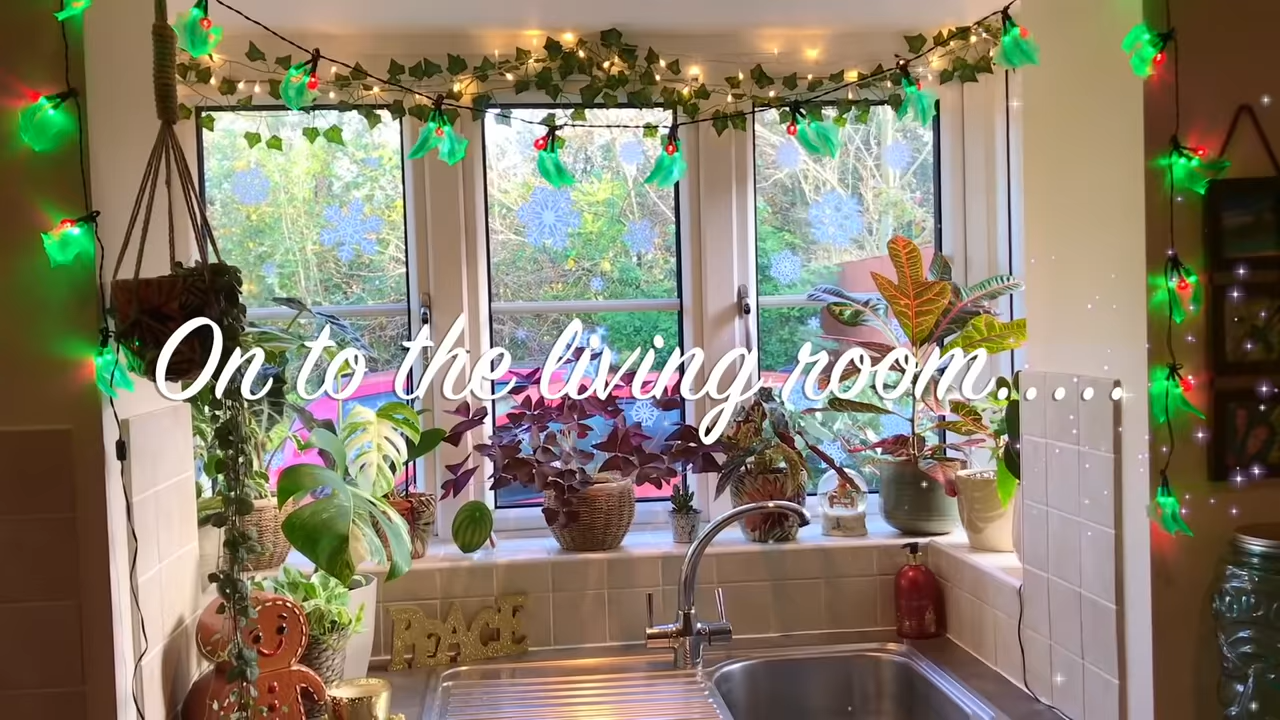 On to the living room.....
PEACE